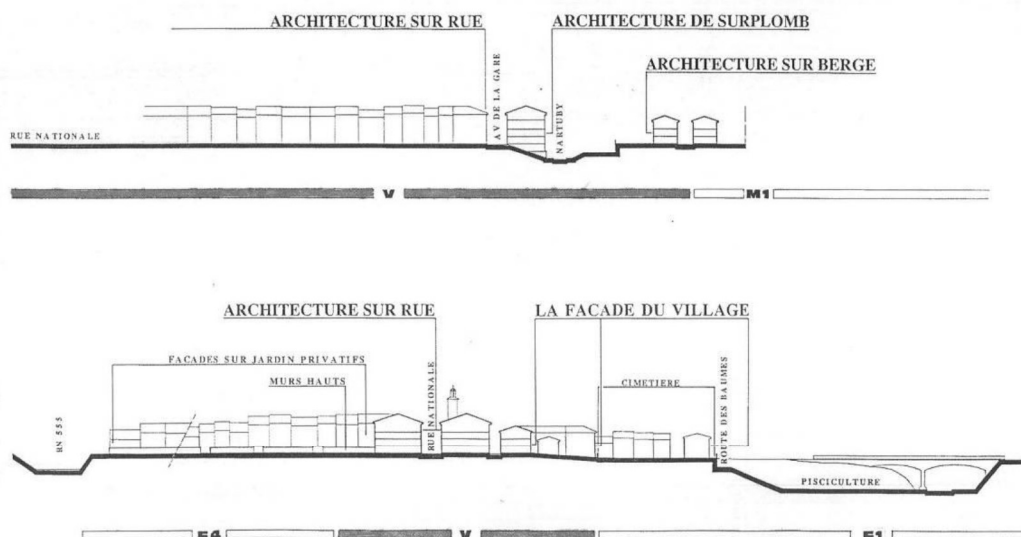 ARCHITECTURE SUR RUE
ARCHITECTURE DE SURPLOMB
ARCHITECTURE SUR BERGE
AV DE LA GARE
NARTUBY
RUE NATIONALE
V
M1
ARCHITECTURE SUR RUE
LA FACADE DU VILLAGE
FACADES SUR JARDIN PRIVATIFS
MURS HAUTS
CIMETIERE
RN 555
RUE NATIONALE
ROUTE DES BAUMES
PISCICULTURE
E4
V
E1